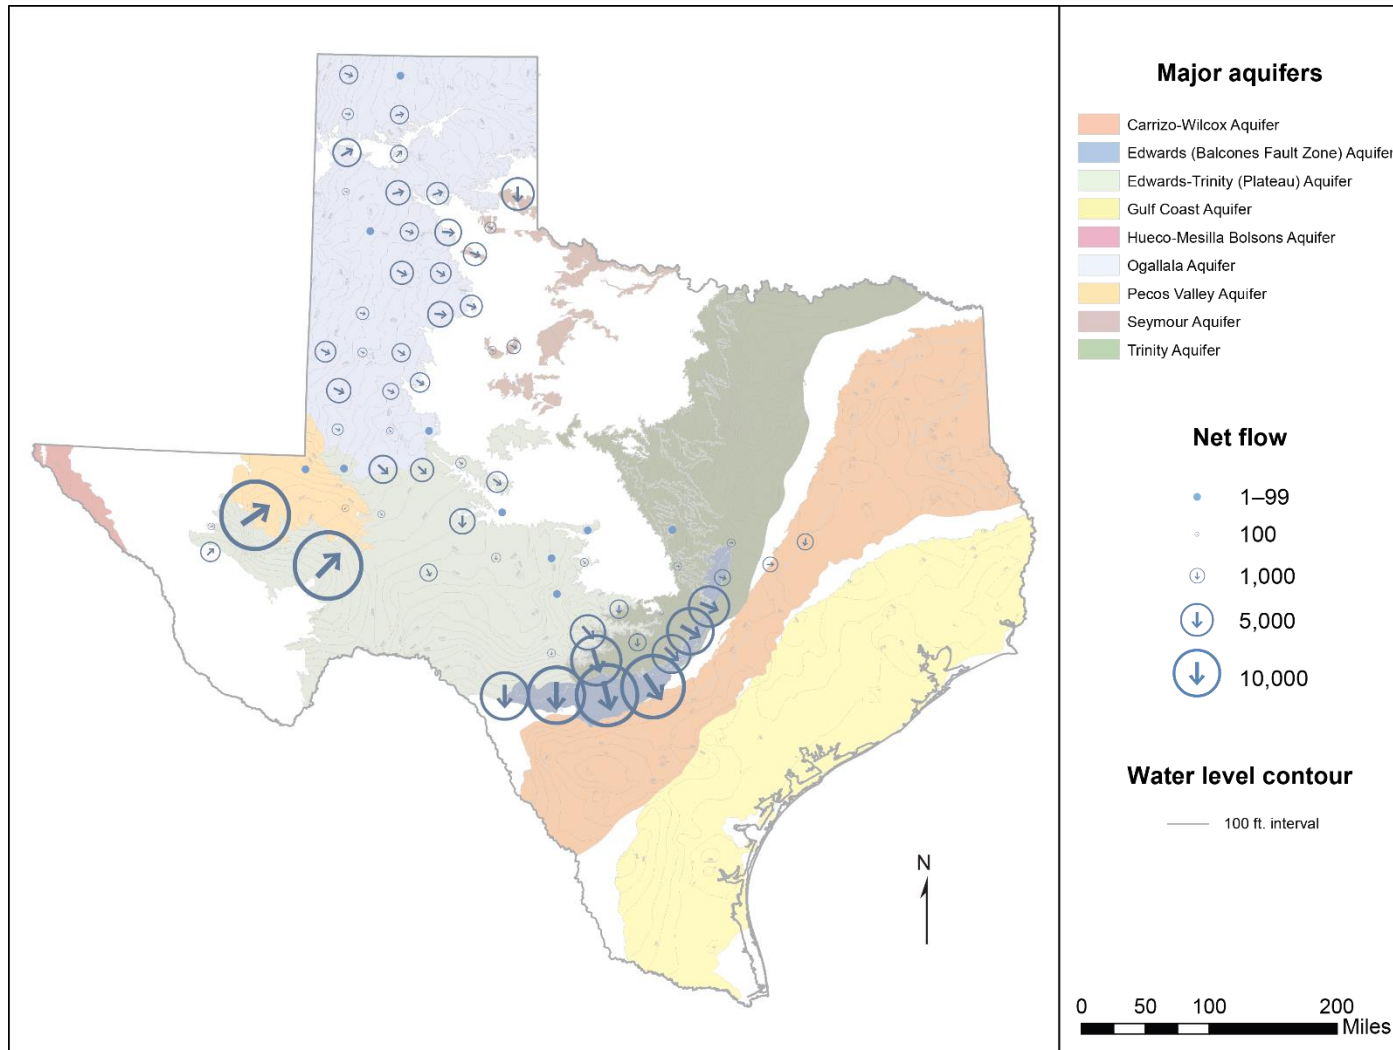 Major aquifers
Carrizo-Wilcox Aquifer
Edwards (Balcones Fault Zone) Aquifer
Edwards-Trinity (Plateau) Aquifer
Gulf Coast Aquifer
Hueco-Mesilla Bolsons Aquifer
Ogallala Aquifer
Pecos Valley Aquifer
Seymour Aquifer
Trinity Aquifer
Net flow
1–99
100
1,000
5,000
10,000
Water level contour
100 ft. interval
N
0 50 100 200
Miles